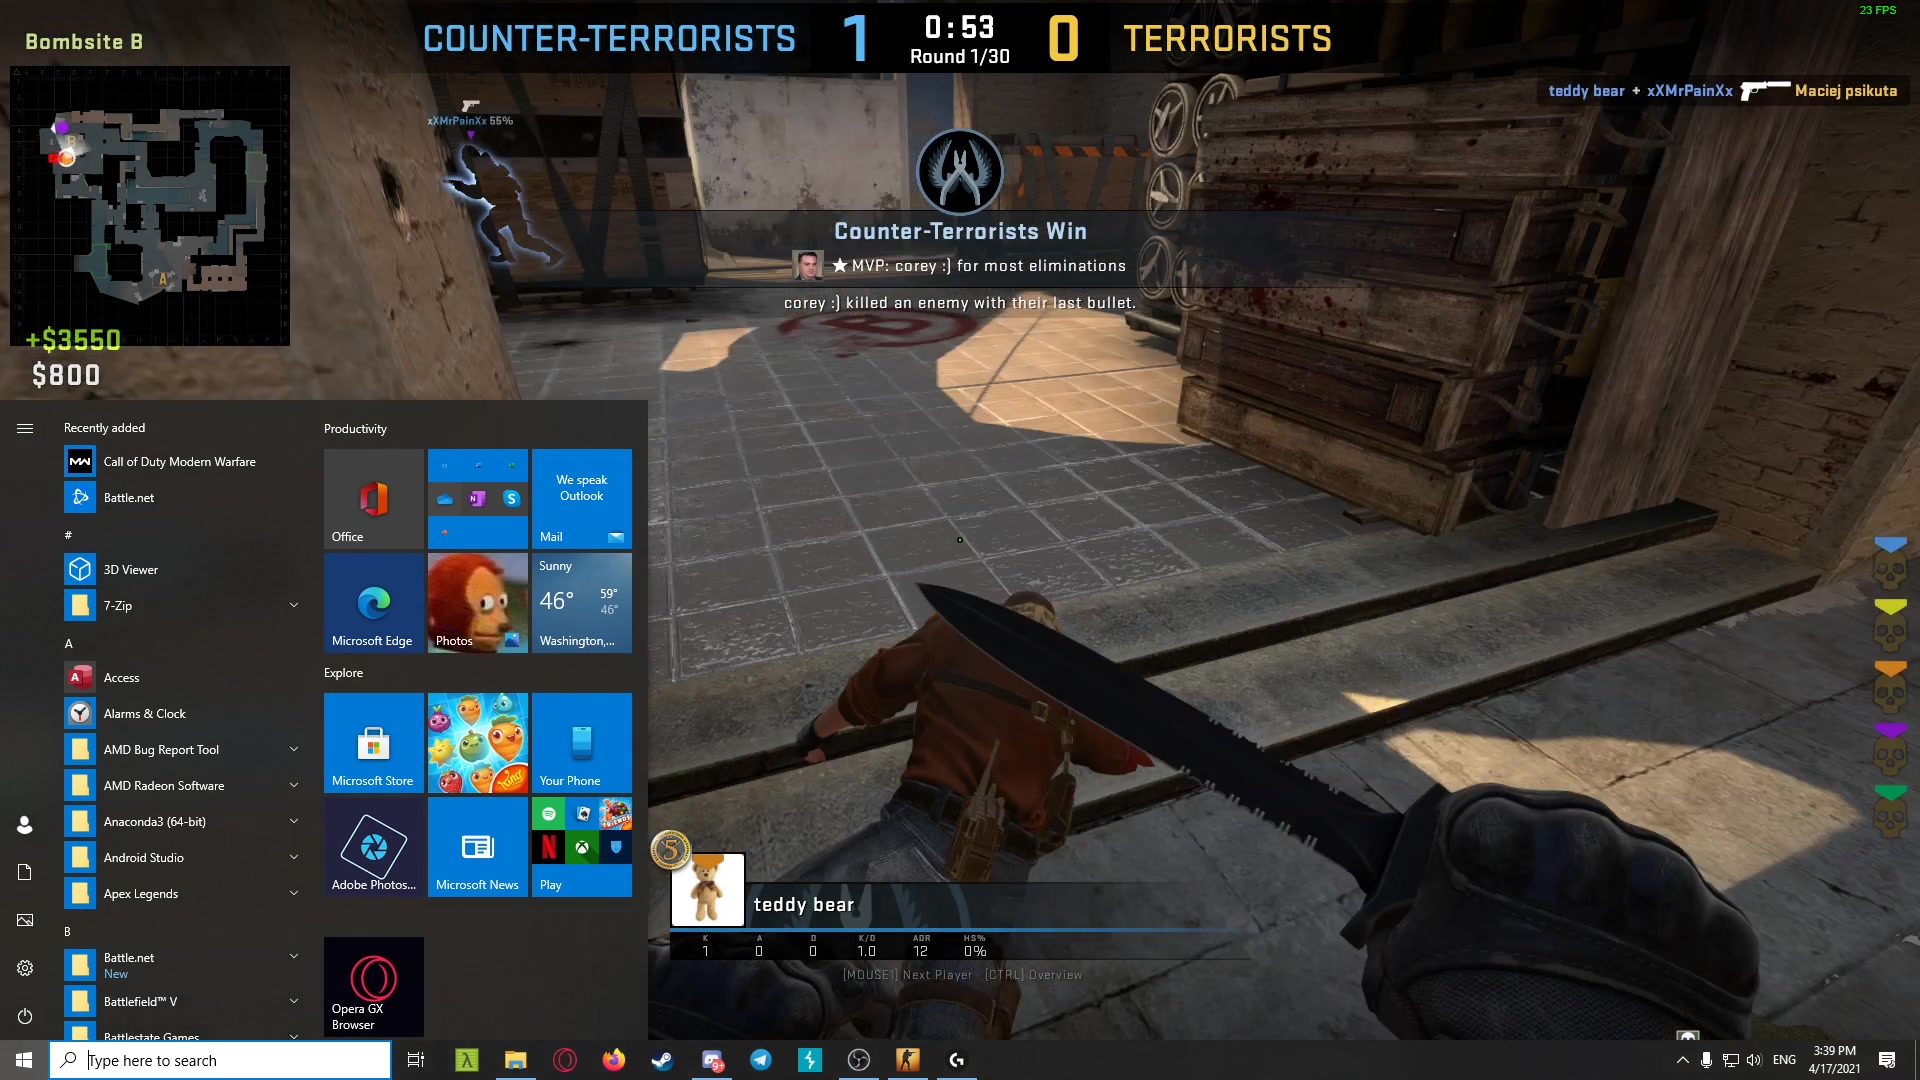 23 FPS
Bombsite B
COUNTER-TERRORISTS
1
0:53
Round 1/30
0
TERRORISTS
teddy bear + xXMrPainXx Maciej psikuta
xXMrPainXx 55%
B
A
Counter-Terrorists Win
★ MVP: corey :) for most eliminations
corey :) killed an enemy with their last bullet.
+$3550
$800
Recently added
Call of Duty Modern Warfare
Battle.net
#
3D Viewer
7-Zip
A
Access
Alarms & Clock
AMD Bug Report Tool
AMD Radeon Software
Anaconda3 (64-bit)
Android Studio
Apex Legends
B
Battle.net
New
Battlefield™ V
Battlestate Games
Productivity
Office
We speak
Outlook
Mail
Microsoft Edge
Photos
Sunny
46°
59°
46°
Washington,...
Explore
Microsoft Store
King
Your Phone
Adobe Photos...
Microsoft News
Play
Opera GX
Browser
5
teddy bear
K A D K/D ADR HS%
1 0 0 1.0 12 0%
[MOUSE1] Next Player [CTRL] Overview
Type here to search
9+
ENG
3:39 PM
4/17/2021